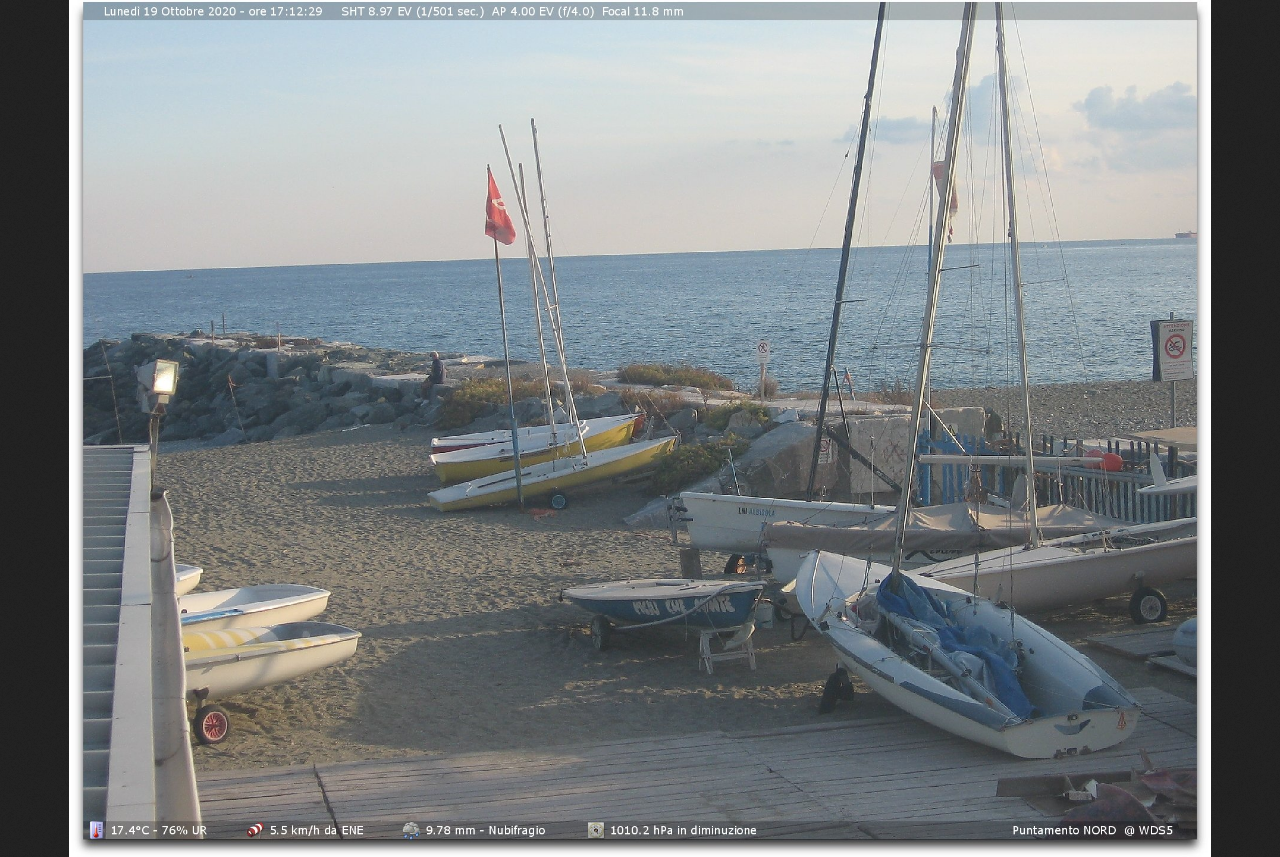 Lunedì 19 Ottobre 2020 - ore 17:12:29 SHT 8.97 EV (1/501 sec.) AP 4.00 EV (f/4.0) Focal 11.8 mm
17.4°C - 76% UR 5.5 km/h da ENE 9.78 mm - Nubifragio 1010.2 hPa in diminuzione Puntamento NORD @ WDS5